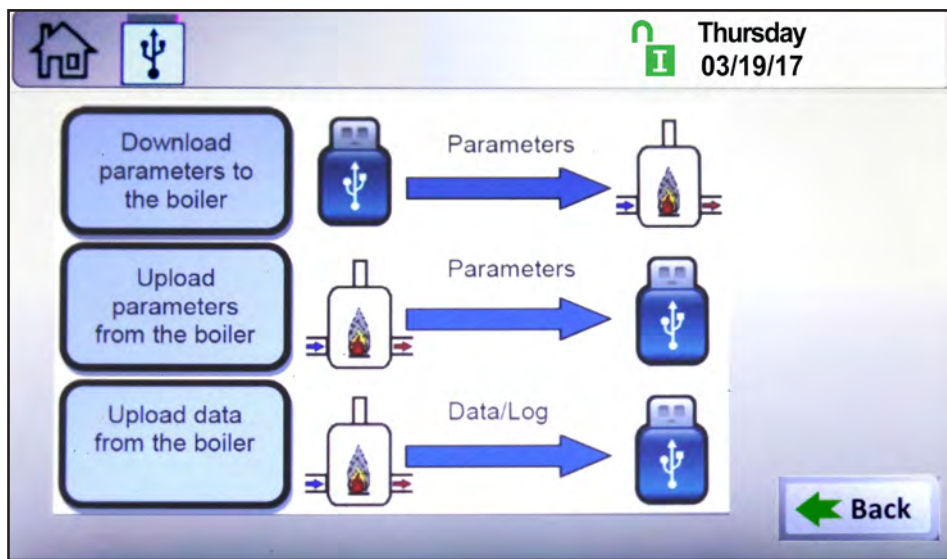 Thursday
03/19/17
Download
parameters to
the boiler
Parameters
Upload
parameters
from the boiler
Parameters
Upload data
from the boiler
Data/Log
Back
I